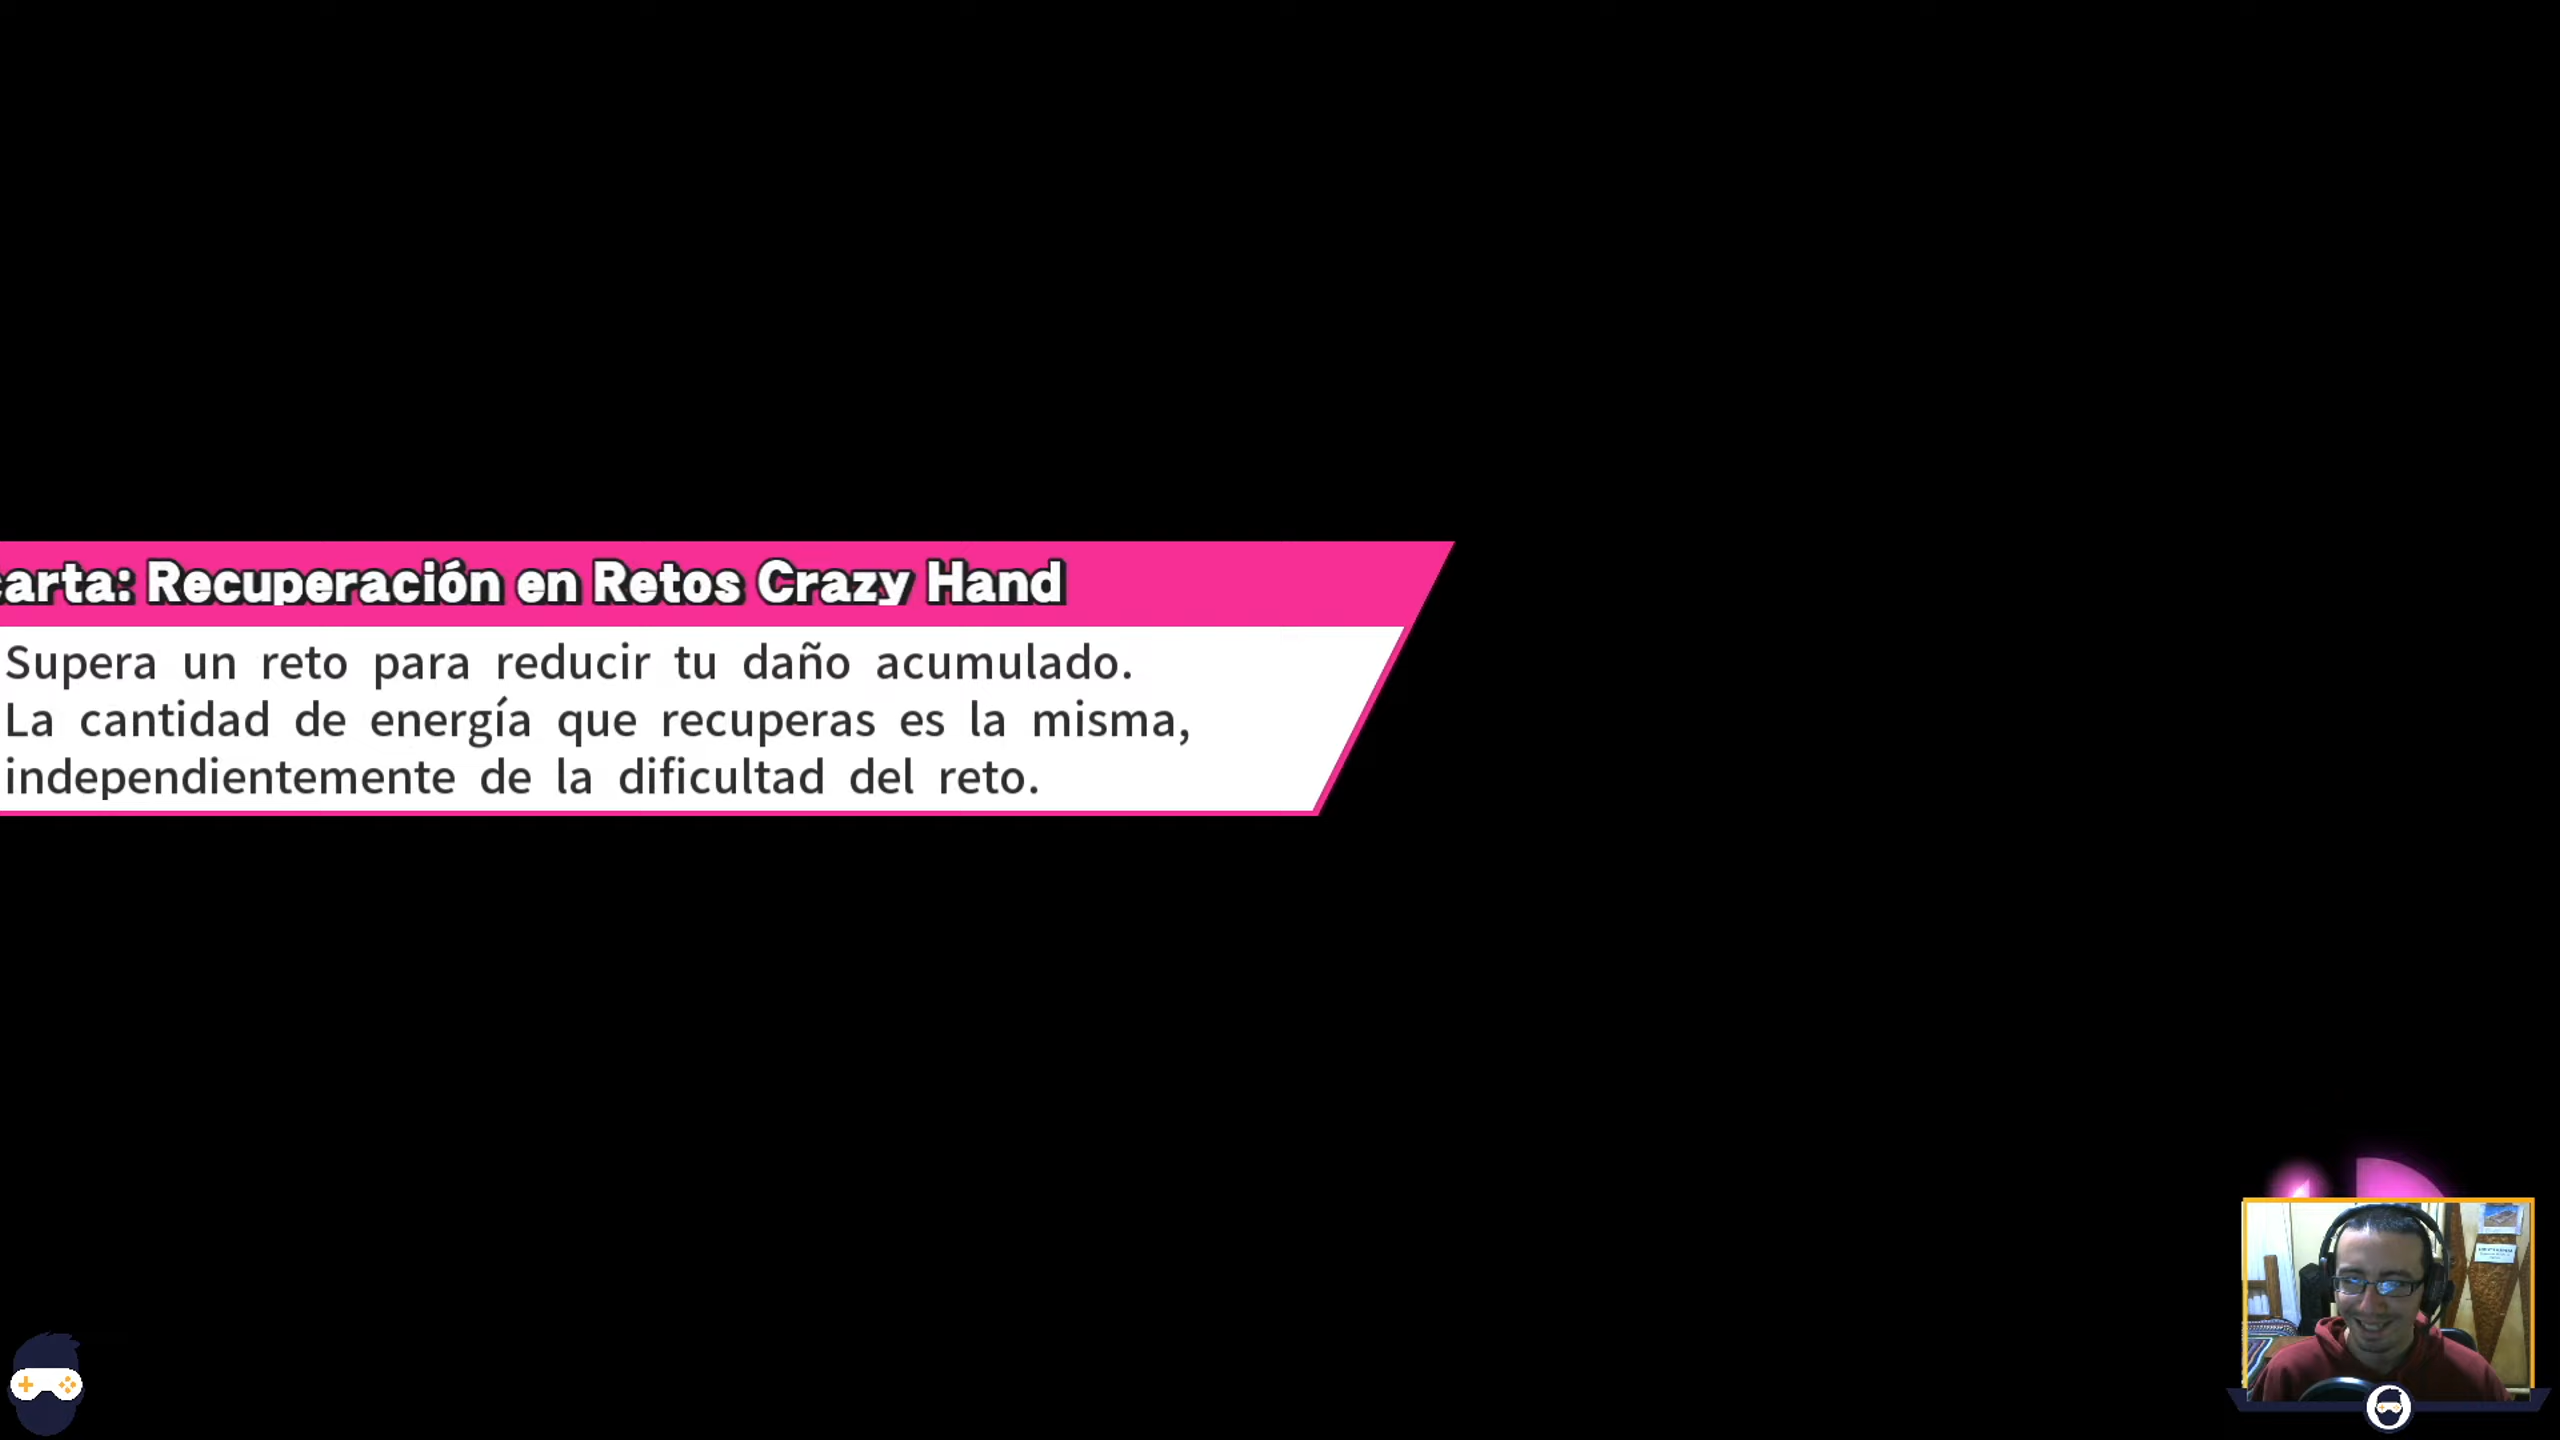 carta: Recuperación en Retos Crazy Hand
Supera un reto para reducir tu daño acumulado.
La cantidad de energía que recuperas es la misma,
independientemente de la dificultad del reto.